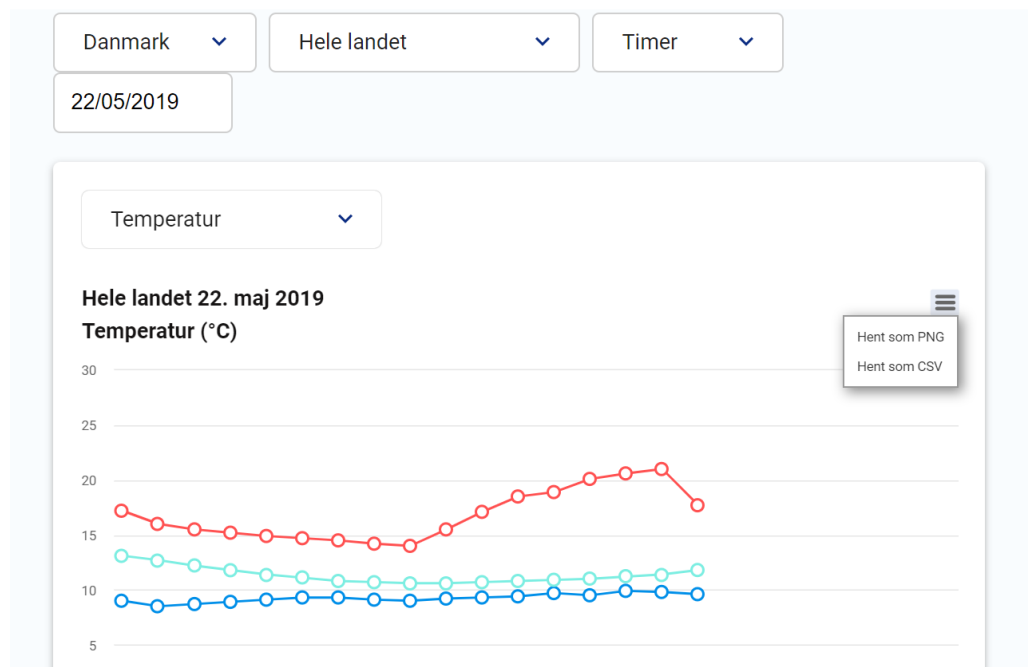 Danmark
Hele landet
Timer
22/05/2019
Temperatur
Hele landet 22. maj 2019
Temperatur (°C)
Hent som PNG
Hent som CSV
30
25
20
15
10
5